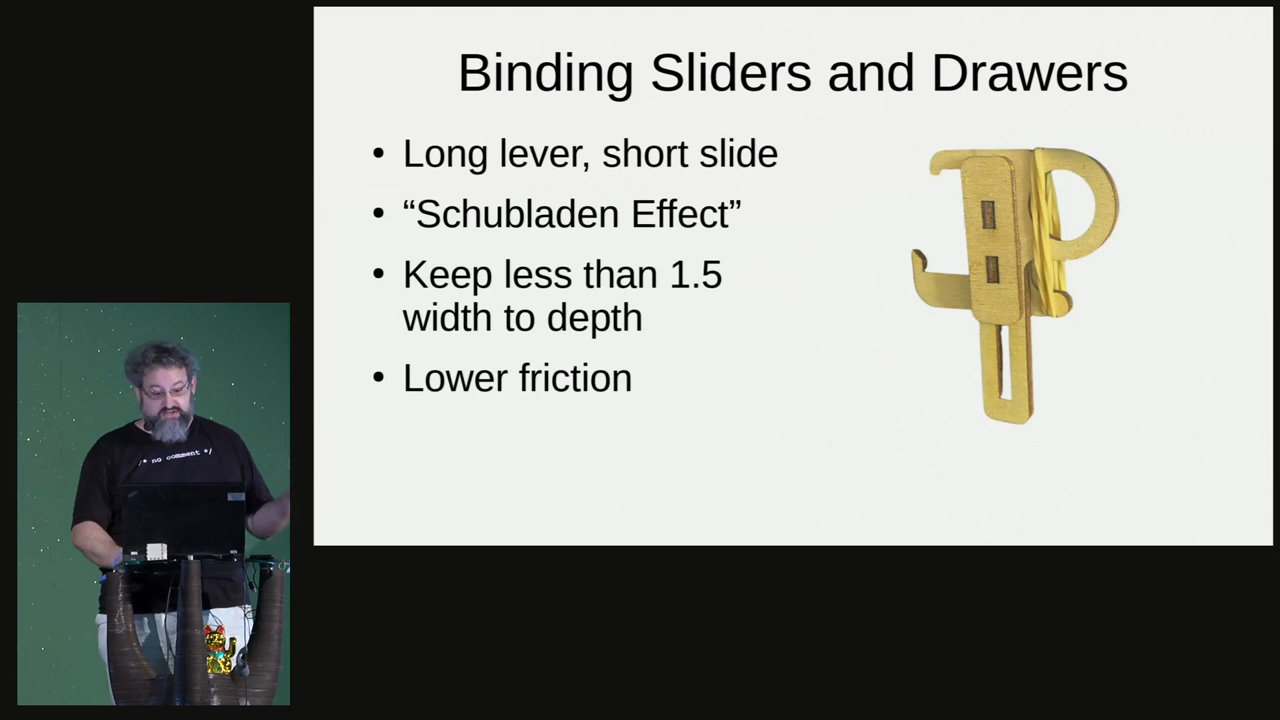 Binding Sliders and Drawers
• Long lever, short slide
• “Schubladen Effect”
• Keep less than 1.5
width to depth
• Lower friction
/* no comment */